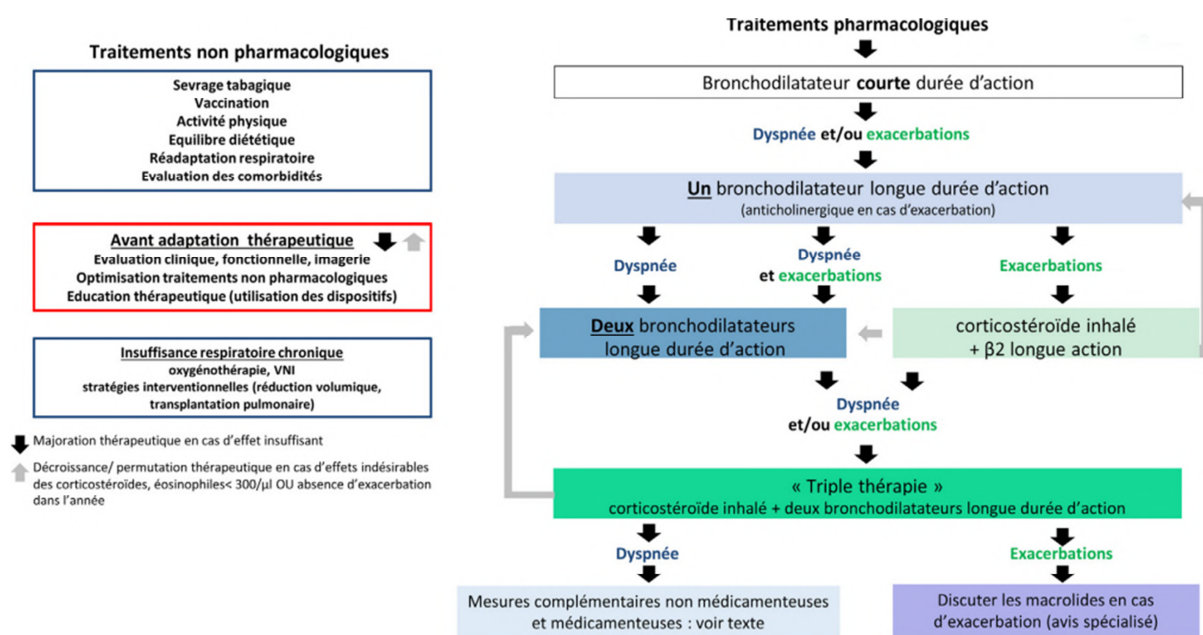 Traitements non pharmacologiques
Sevrage tabagique
Vaccination
Activité physique
Equilibre diététique
Réadaptation respiratoire
Evaluation des comorbidités
Avant adaptation thérapeutique
Evaluation clinique, fonctionnelle, imagerie
Optimisation traitements non pharmacologiques
Education thérapeutique (utilisation des dispositifs)
Insuffisance respiratoire chronique
oxygénothérapie, VNI
stratégies interventionnelles (réduction volumique,
transplantation pulmonaire)
Majoration thérapeutique en cas d'effet insuffisant
Décroissance/ permutation thérapeutique en cas d'effets indésirables
des corticostéroïdes, éosinophiles< 300/µl OU absence d'exacerbation
dans l'année
Traitements pharmacologiques
Bronchodilatateur courte durée d'action
Dyspnée et/ou exacerbations
Un bronchodilatateur longue durée d'action
(anticholinergique en cas d'exacerbation)
Dyspnée
Dyspnée
et exacerbations
Exacerbations
Deux bronchodilatateurs
longue durée d'action
corticostéroïde inhalé
+ β2 longue action
Dyspnée
et/ou exacerbations
« Triple thérapie »
corticostéroïde inhalé + deux bronchodilatateurs longue durée d'action
Dyspnée
Exacerbations
Mesures complémentaires non médicamenteuses
et médicamenteuses : voir texte
Discuter les macrolides en cas
d'exacerbation (avis spécialisé)